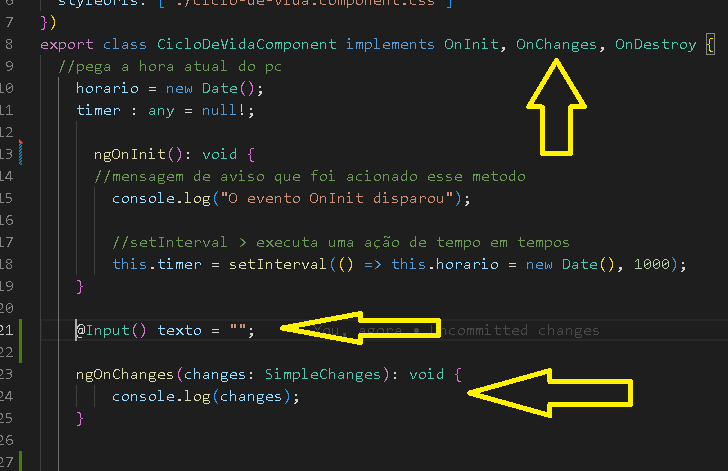 styleUrls: [ './ciclo-de-vida.component.css' ]
7 })
8 export class CicloDeVidaComponent implements OnInit, OnChanges, OnDestroy {
9 //pega a hora atual do pc
10 horario = new Date();
11 timer : any = null!;
12
13 ngOnInit(): void {
14 //mensagem de aviso que foi acionado esse metodo
15 console.log("O evento OnInit disparou");
16
17 //setInterval > executa uma ação de tempo em tempos
18 this.timer = setInterval(() => this.horario = new Date(), 1000);
19 }
20
21 @Input() texto = ""; You, agora • Uncommitted changes
22
23 ngOnChanges(changes: SimpleChanges): void {
24 console.log(changes);
25 }
26
27